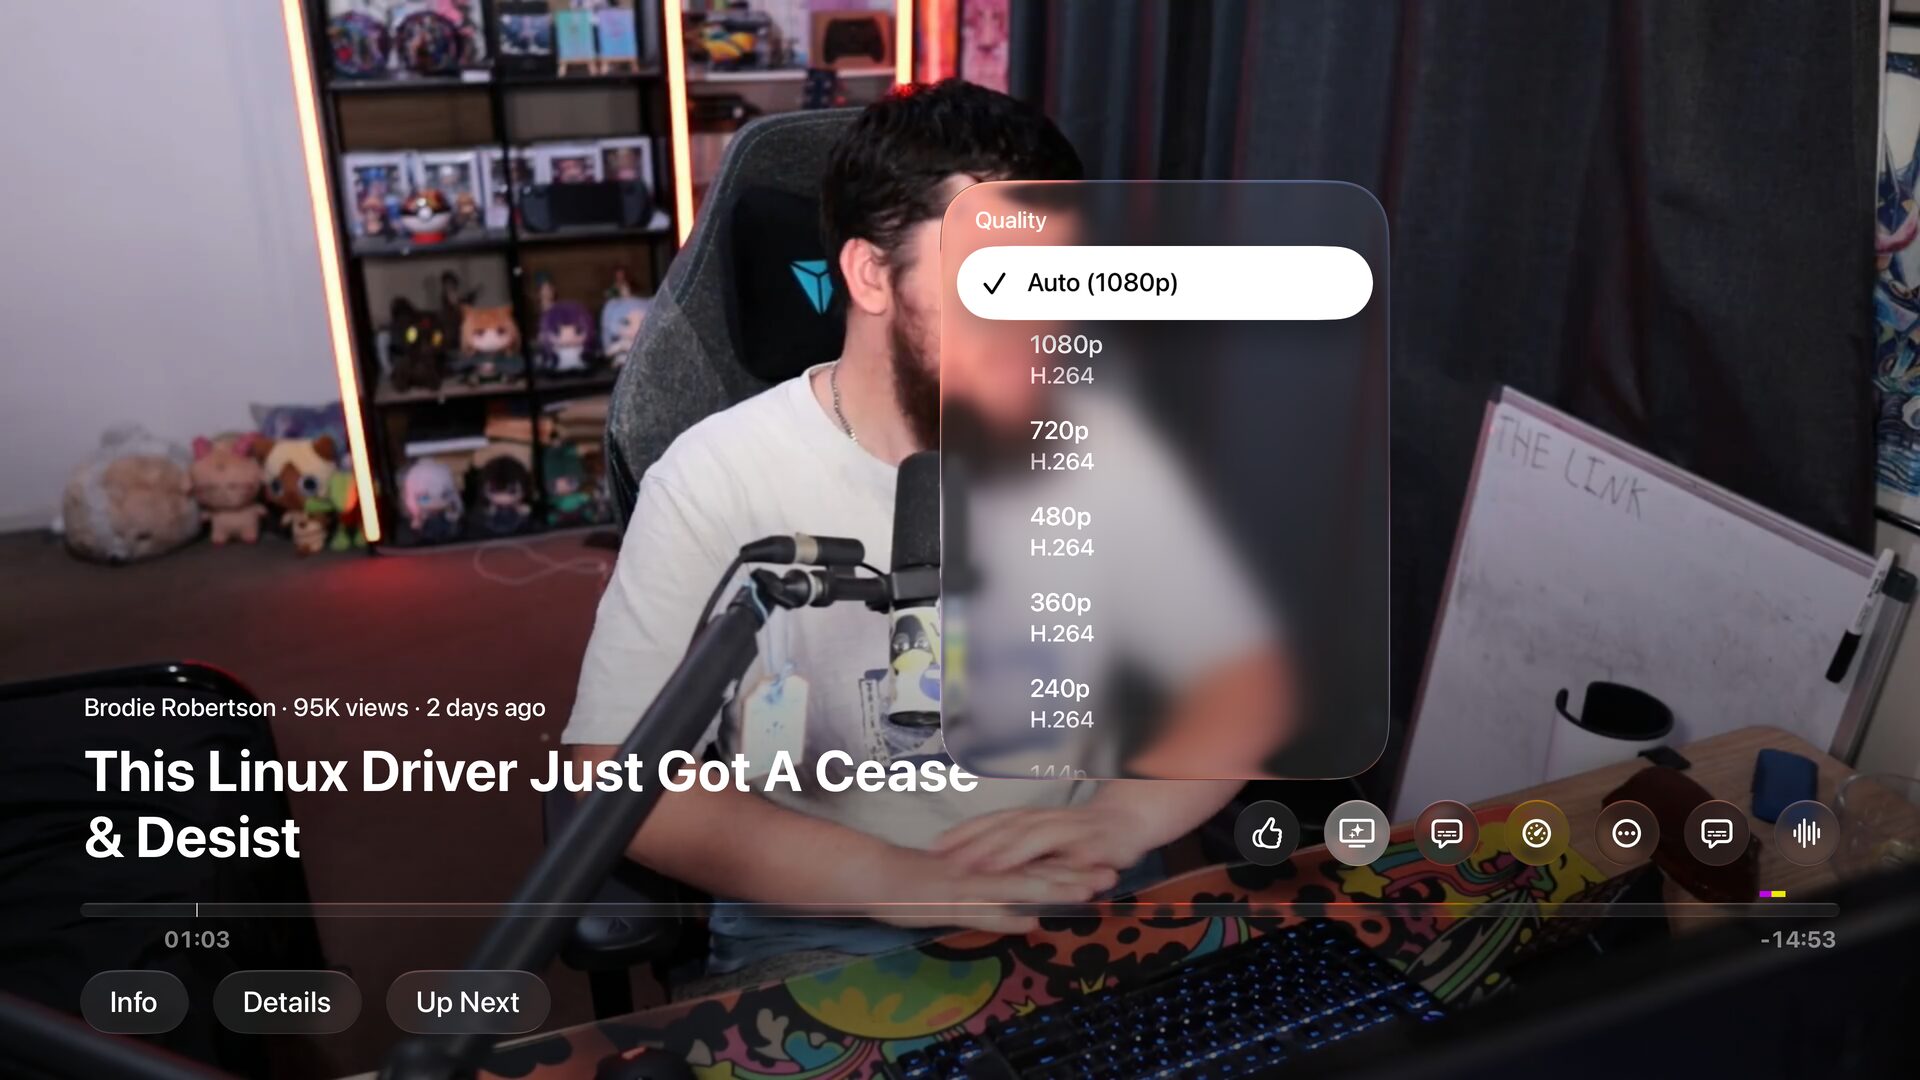 Quality
Auto (1080p)
1080p
H.264
720p
H.264
480p
H.264
360p
H.264
240p
H.264
144p
THE LINK
Brodie Robertson · 95K views · 2 days ago
This Linux Driver Just Got A Cease
& Desist
01:03
-14:53
Info
Details
Up Next